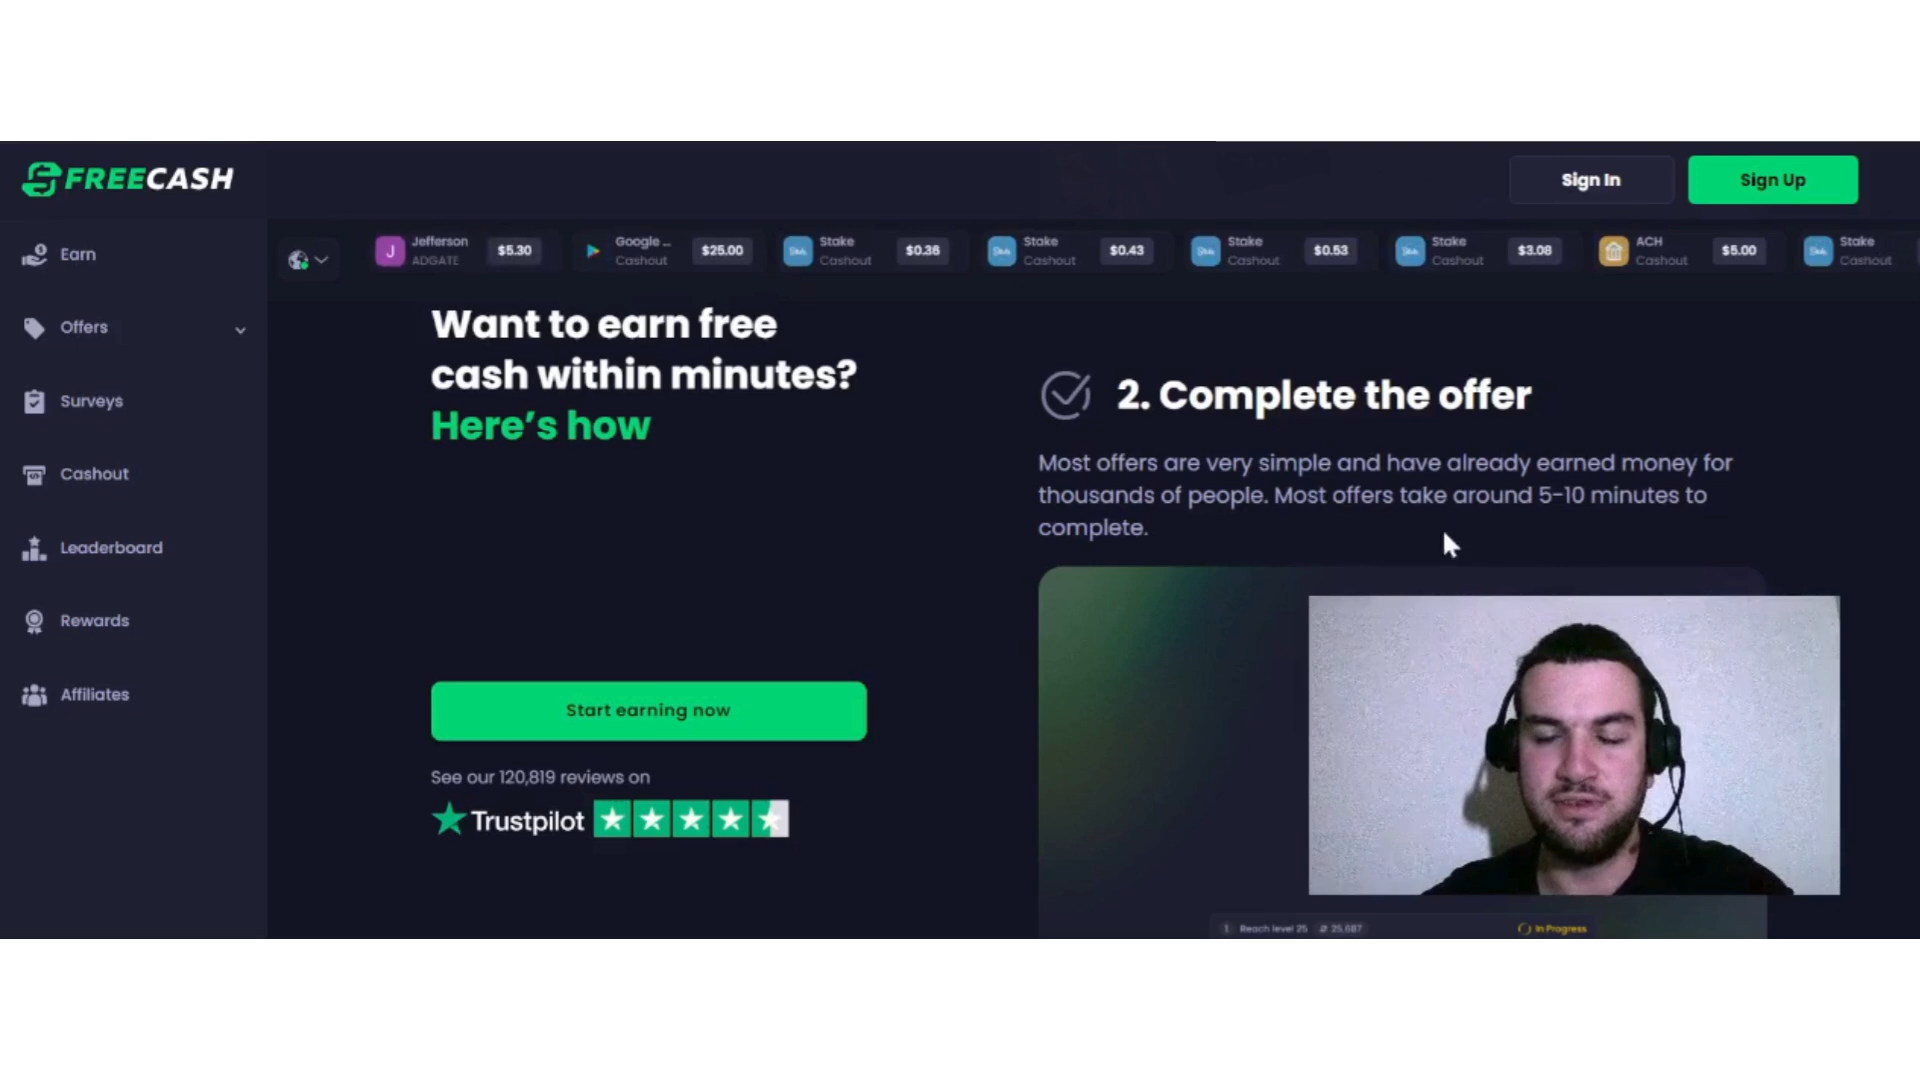 FREECASH
Sign In
Sign Up
Earn
Offers
Surveys
Cashout
Leaderboard
Rewards
Affiliates
J
Jefferson
ADGATE
$5.30
Google ...
Cashout
$25.00
Stake
Cashout
$0.36
Stake
Cashout
$0.43
Stake
Cashout
$0.53
Stake
Cashout
$3.08
ACH
Cashout
$5.00
Stake
Cashout
Want to earn free
cash within minutes?
Here's how
Start earning now
See our 120,819 reviews on
Trustpilot
2. Complete the offer
Most offers are very simple and have already earned money for
thousands of people. Most offers take around 5-10 minutes to
complete.
1 Reach level 25 25,687
In Progress